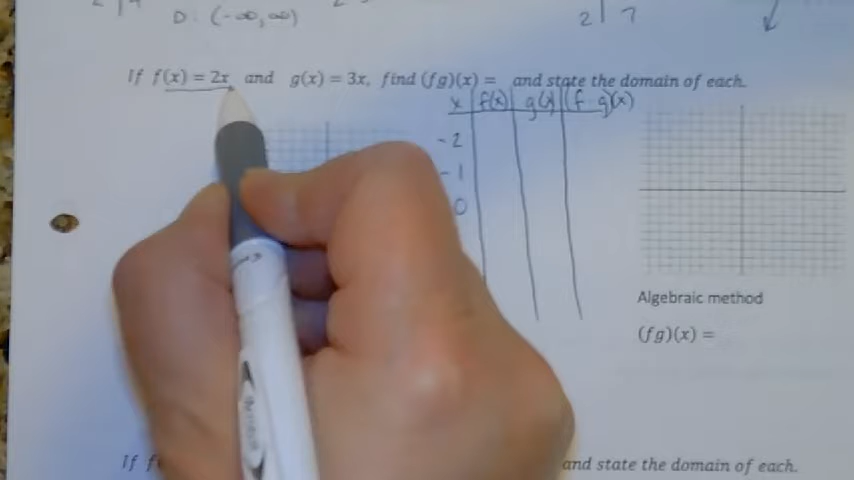 D: (-∞,∞)
2 | 7
If f(x) = 2x and g(x) = 3x, find (fg)(x) = and state the domain of each.
x f(x) g(x) (f g)(x)
-2
-1
0
Algebraic method
(fg)(x) =
If f and state the domain of each.